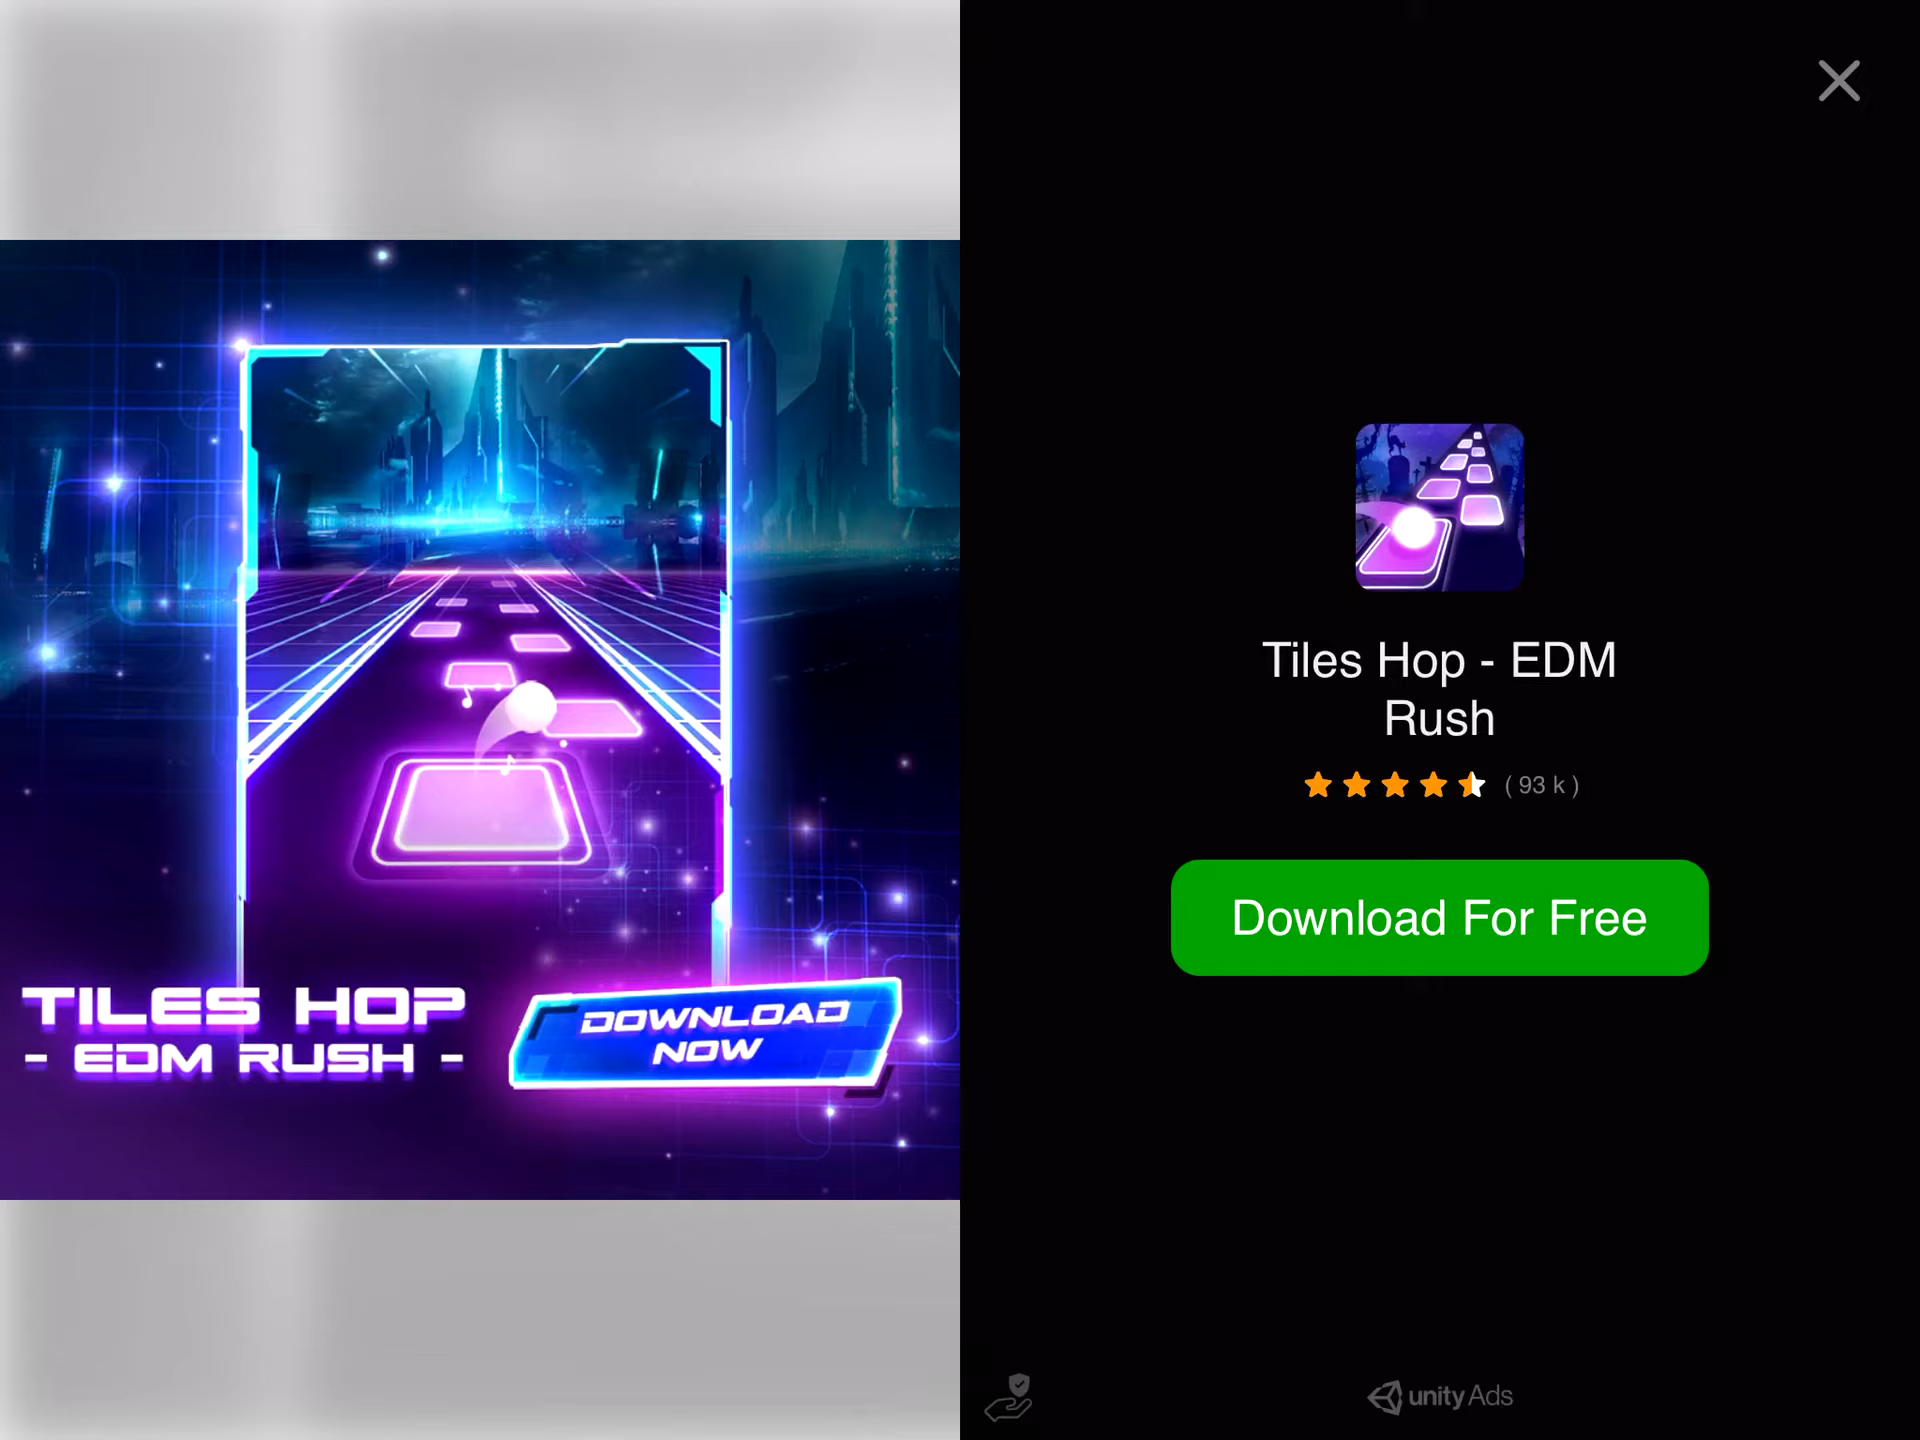 TILES HOP
- EDM RUSH -
DOWNLOAD
NOW
Tiles Hop - EDM
Rush
( 93 k )
Download For Free
unity Ads